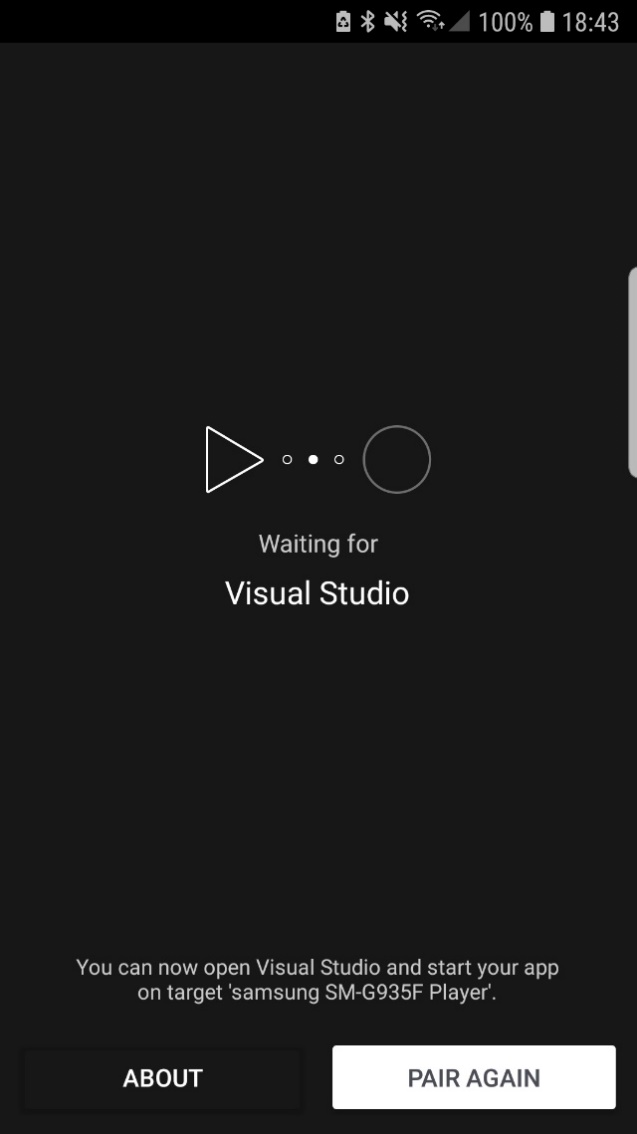 100% 18:43
Waiting for
Visual Studio
You can now open Visual Studio and start your app
on target 'samsung SM-G935F Player'.
ABOUT PAIR AGAIN